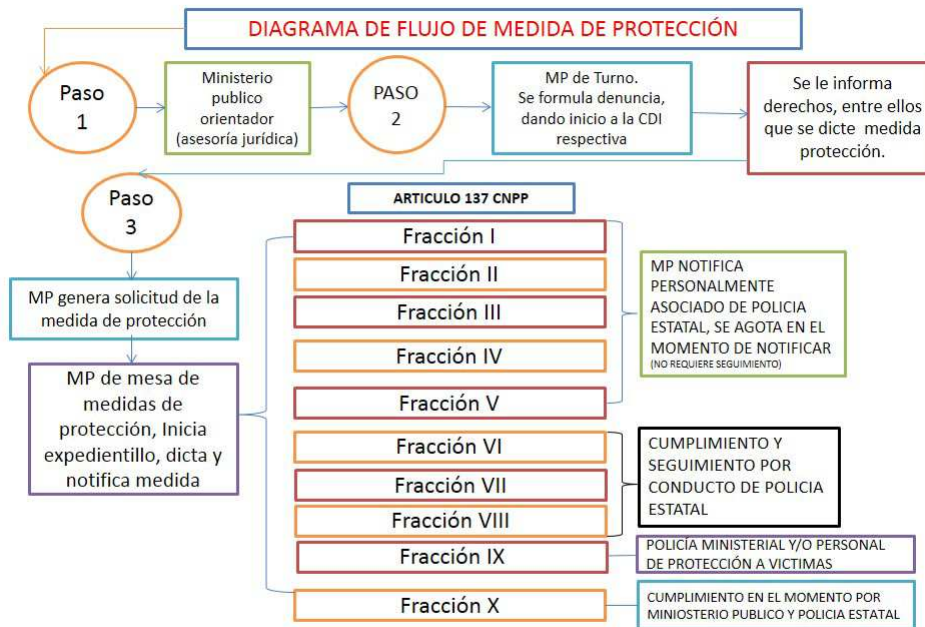 DIAGRAMA DE FLUJO DE MEDIDA DE PROTECCIÓN
Paso
1
Ministerio
publico
orientador
(asesoría jurídica)
PASO
2
MP de Turno.
Se formula denuncia,
dando inicio a la CDI
respectiva
Se le informa
derechos, entre ellos
que se dicte medida
protección.
Paso
3
MP genera solicitud de la
medida de protección
MP de mesa de
medidas de
protección, Inicia
expedientillo, dicta y
notifica medida
ARTICULO 137 CNPP
Fracción I
Fracción II
Fracción III
Fracción IV
Fracción V
Fracción VI
Fracción VII
Fracción VIII
Fracción IX
Fracción X
MP NOTIFICA
PERSONALMENTE
ASOCIADO DE POLICIA
ESTATAL, SE AGOTA EN EL
MOMENTO DE NOTIFICAR
(NO REQUIERE SEGUIMIENTO)
CUMPLIMIENTO Y
SEGUIMIENTO POR
CONDUCTO DE POLICIA
ESTATAL
POLICÍA MINISTERIAL Y/O PERSONAL
DE PROTECCIÓN A VICTIMAS
CUMPLIMIENTO EN EL MOMENTO POR
MINIOSTERIO PUBLICO Y POLICIA ESTATAL